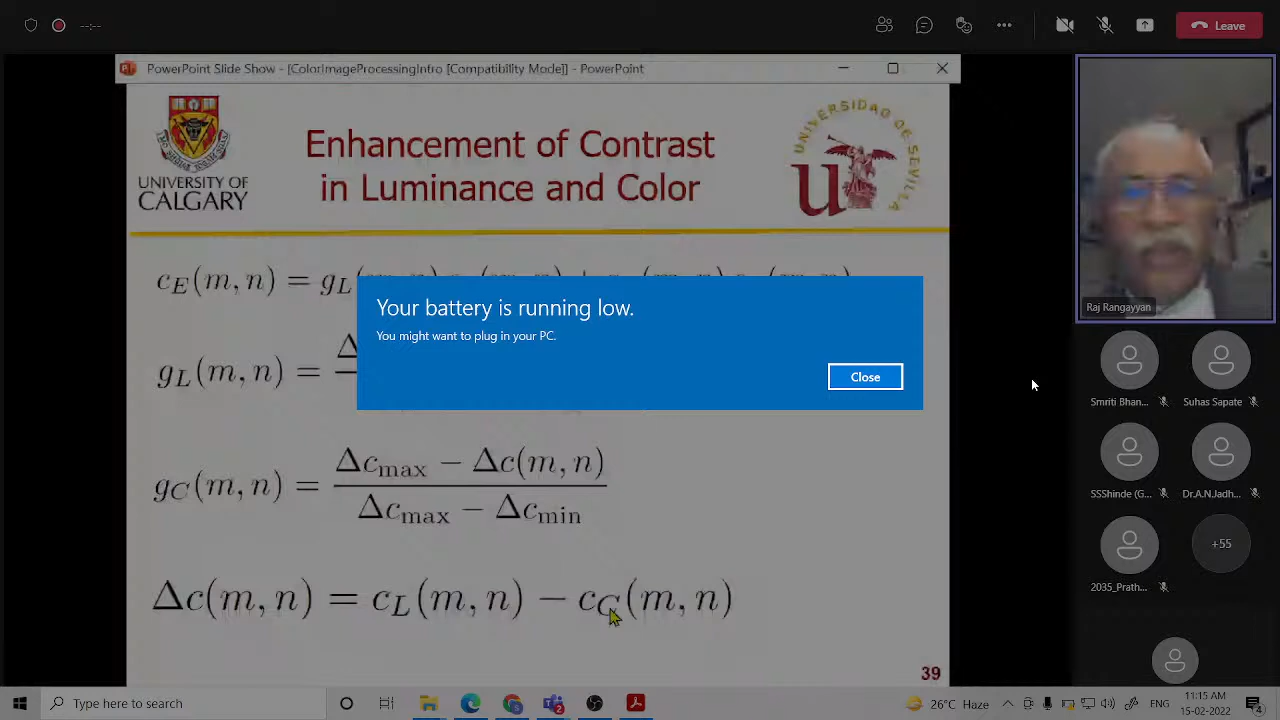 --:--
Leave
PowerPoint Slide Show - [ColorImageProcessingIntro [Compatibility Mode]] - PowerPoint
UNIVERSITY OF
CALGARY
Enhancement of Contrast
in Luminance and Color
UNIVERSIDAD DE SEVILLA
c_E(m, n) = g_L
Your battery is running low.
You might want to plug in your PC.
Close
g_L(m, n) = Δ
g_C(m, n) = (Δc_max − Δc(m, n)) / (Δc_max − Δc_min)
Δc(m, n) = c_L(m, n) − c_C(m, n)
39
Raj Rangayyan
Smriti Bhan...
Suhas Sapate
SSShinde (G...
Dr.A.N.Jadh...
2035_Prath...
+55
Type here to search
26°C Haze
ENG
11:15 AM
15-02-2022
4